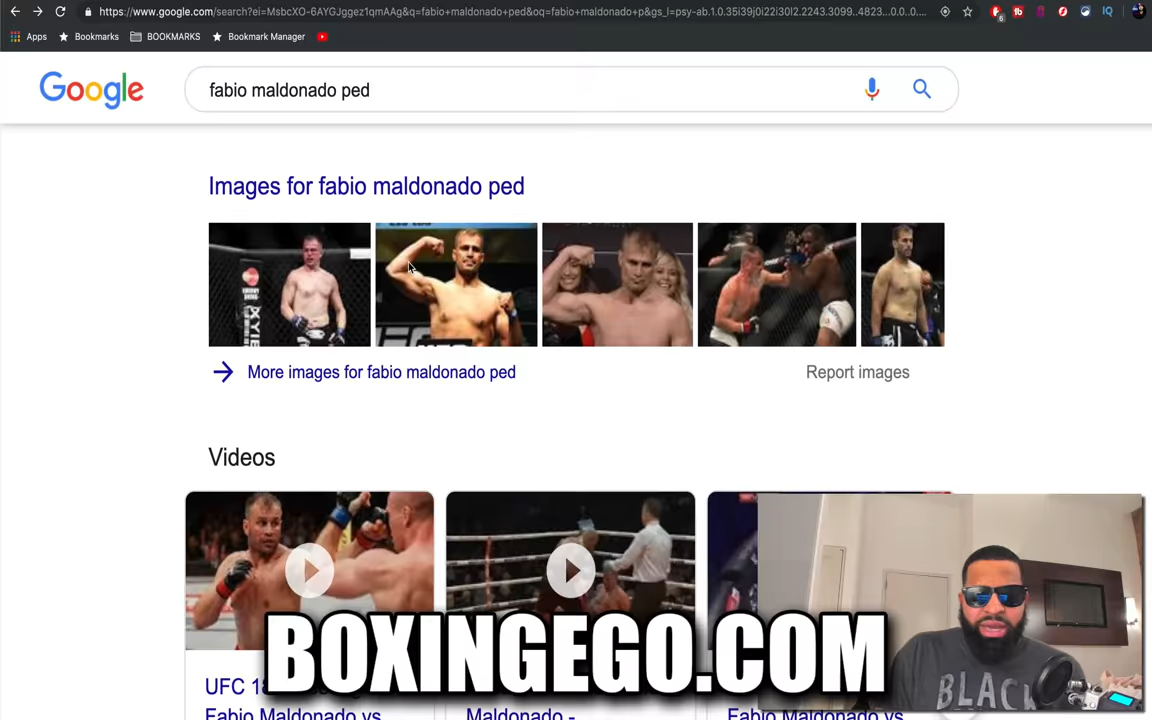 https://www.google.com/search?ei=MsbcXO-6AYGJggez1qmAAg&q=fabio+maldonado+ped&oq=fabio+maldonado+p&gs_l=psy-ab.1.0.35i39j0i22i30l2.2243.3099..4823...0.0..0....
Apps
Bookmarks
BOOKMARKS
Bookmark Manager
Google
fabio maldonado ped
Images for fabio maldonado ped
More images for fabio maldonado ped
Report images
Videos
BOXINGEGO.COM
UFC 18
Fabio Maldonado vs
Maldonado -
Fabio Maldonado vs
BLACK